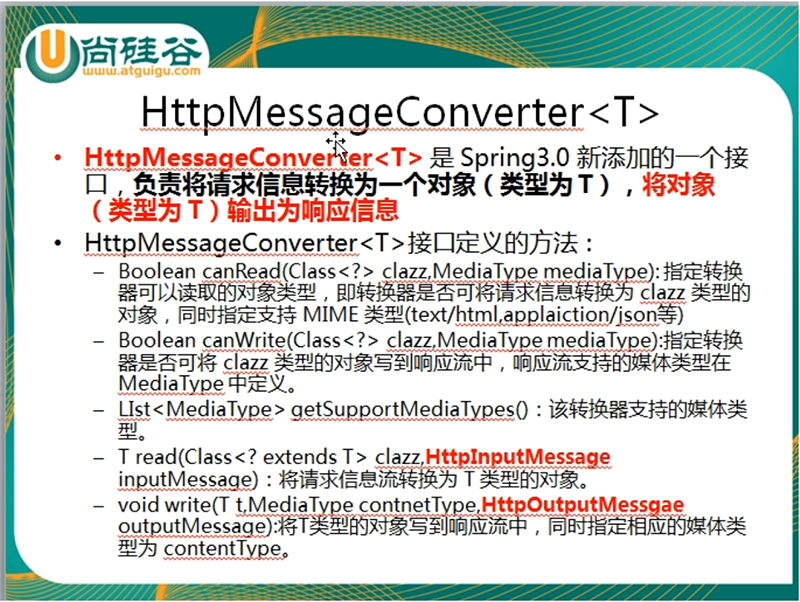 尚硅谷
www.atguigu.com
HttpMessageConverter<T>
• HttpMessageConverter<T> 是 Spring3.0 新添加的一个接
口，负责将请求信息转换为一个对象（类型为 T），将对象
（类型为 T）输出为响应信息
• HttpMessageConverter<T>接口定义的方法：
– Boolean canRead(Class<?> clazz,MediaType mediaType): 指定转换
器可以读取的对象类型，即转换器是否可将请求信息转换为 clazz 类型的
对象，同时指定支持 MIME 类型(text/html,applaiction/json等)
– Boolean canWrite(Class<?> clazz,MediaType mediaType):指定转换
器是否可将 clazz 类型的对象写到响应流中，响应流支持的媒体类型在
MediaType 中定义。
– LIst<MediaType> getSupportMediaTypes()：该转换器支持的媒体类
型。
– T read(Class<? extends T> clazz,HttpInputMessage
inputMessage)：将请求信息流转换为 T 类型的对象。
– void write(T t,MediaType contnetType,HttpOutputMessgae
outputMessage):将T类型的对象写到响应流中，同时指定相应的媒体类
型为 contentType。